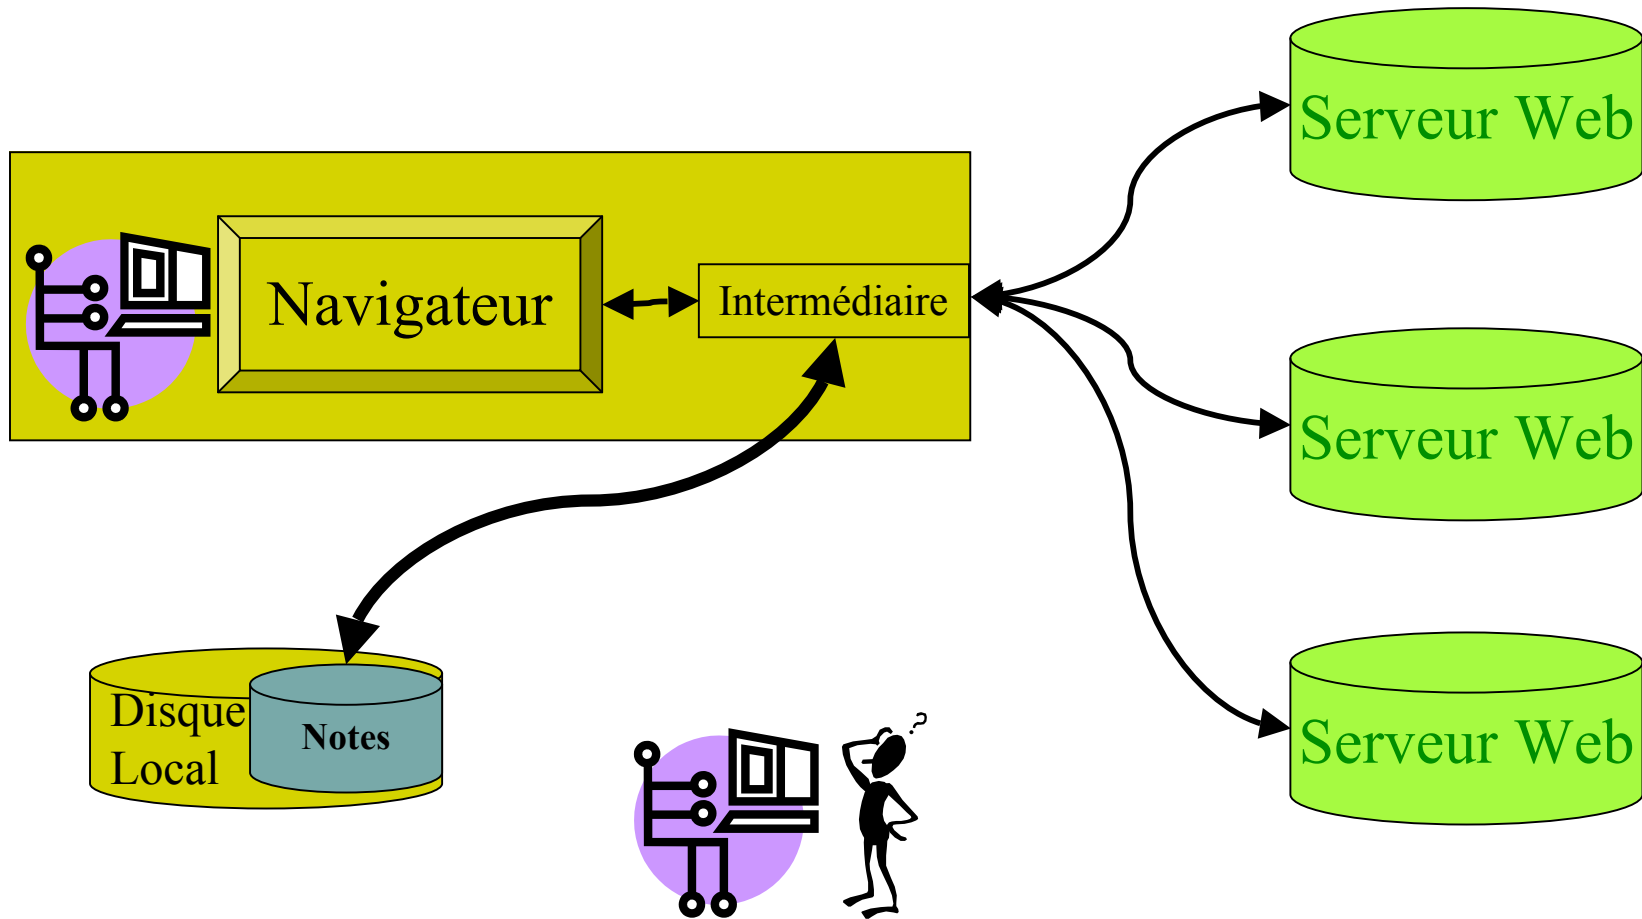 Serveur Web
Navigateur
Intermédiaire
Serveur Web
Disque
Local
Notes
?
Serveur Web